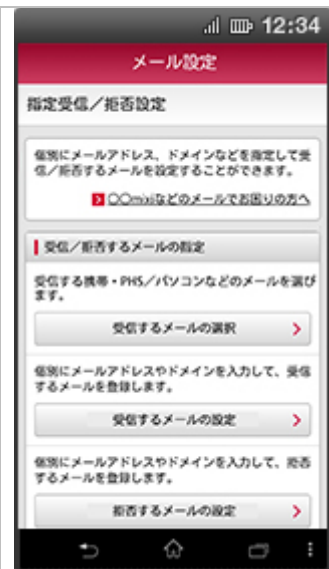 12:34
メール設定
指定受信／拒否設定
個別にメールアドレス、ドメインなどを指定して受
信／拒否するメールを設定することができます。
○○mixiなどのメールでお困りの方へ
受信／拒否するメールの指定
受信する携帯・PHS／パソコンなどのメールを選び
ます。
受信するメールの選択
個別にメールアドレスやドメインを入力して、受信
するメールを登録します。
受信するメールの設定
個別にメールアドレスやドメインを入力して、拒否
するメールを登録します。
拒否するメールの設定